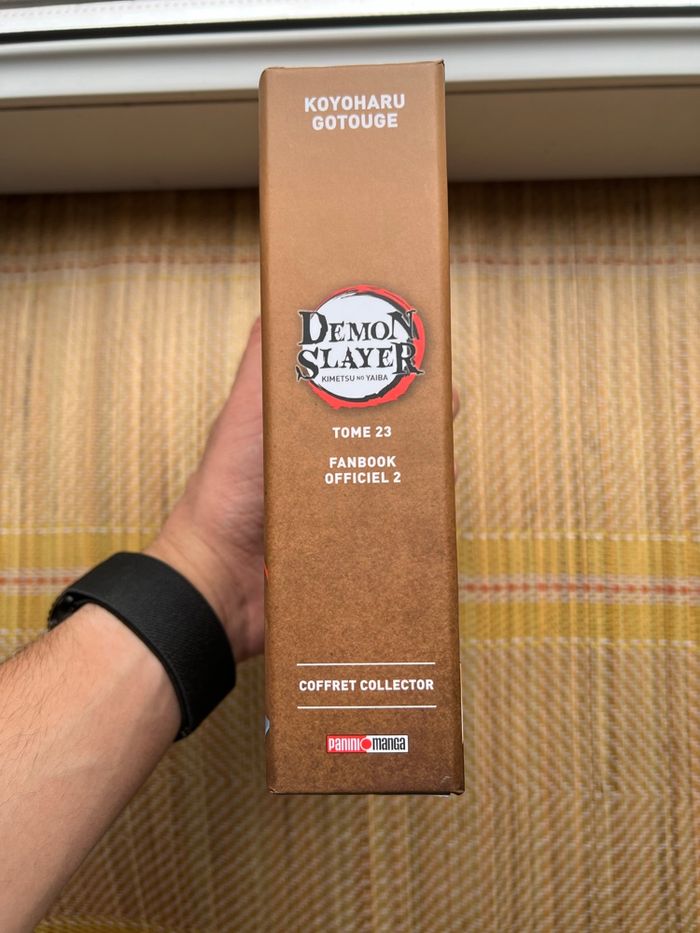 KOYOHARU
GOTOUGE
DEMON
SLAYER
KIMETSU NO YAIBA
TOME 23
FANBOOK
OFFICIEL 2
COFFRET COLLECTOR
PANINI MANGA